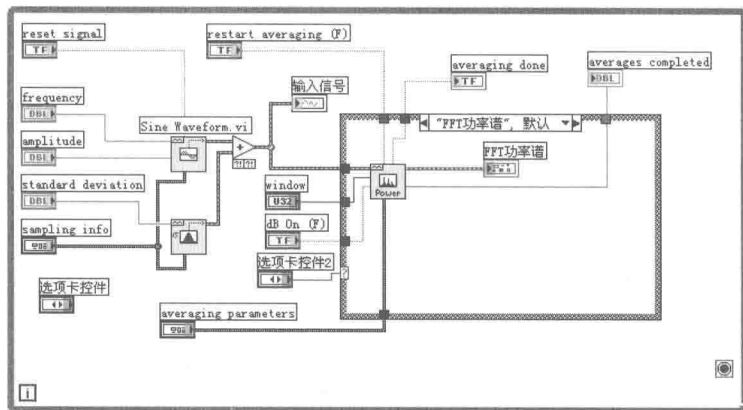 reset signal
TF
restart averaging (F)
TF
averaging done
TF
averages completed
DBL
输入信号
frequency
DBL
Sine Waveform.vi
"FFT功率谱", 默认
amplitude
DBL
FFT功率谱
standard deviation
DBL
window
U32
Power
dB On (F)
TF
sampling info
选项卡控件2
?
选项卡控件
averaging parameters
i